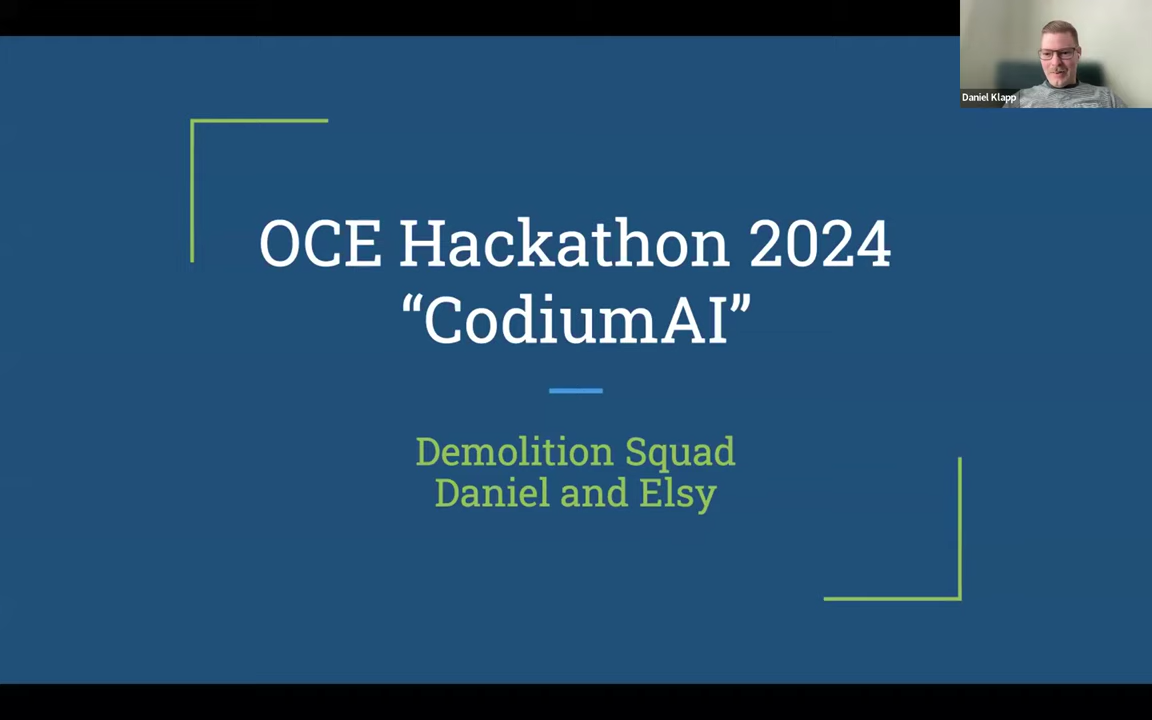 Daniel Klapp
OCE Hackathon 2024
“CodiumAI”
Demolition Squad
Daniel and Elsy